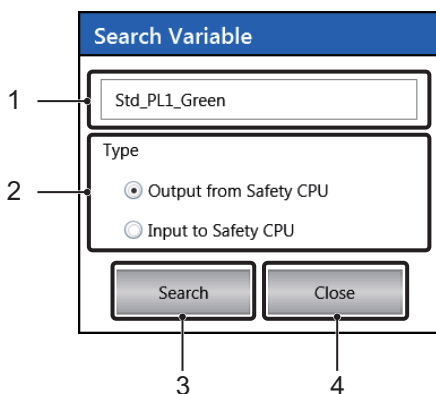 Search Variable
1
Std_PL1_Green
Type
2
Output from Safety CPU
Input to Safety CPU
Search Close
3 4